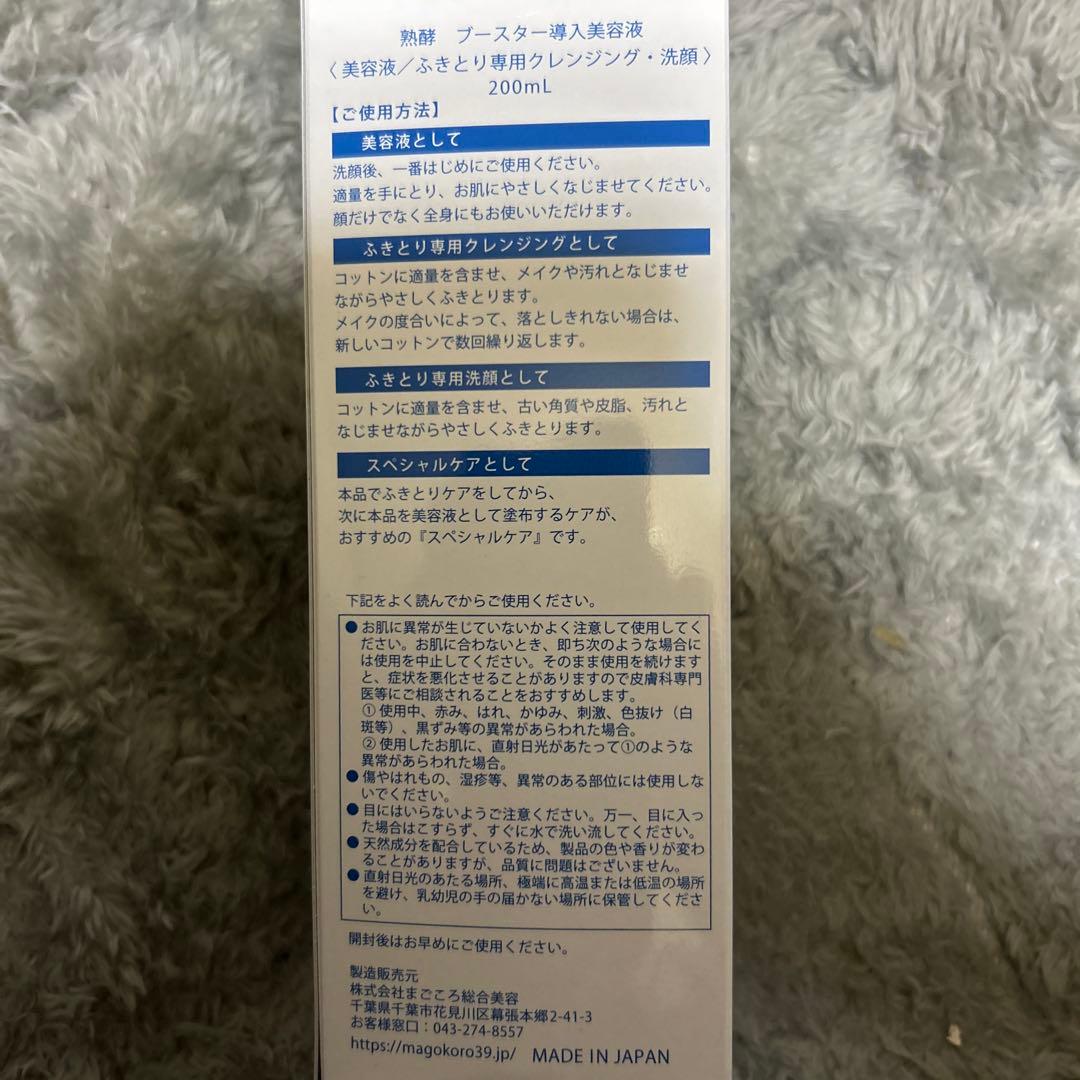 熟酵　ブースター導入美容液
〈 美容液／ふきとり専用クレンジング・洗顔 〉
200mL
【ご使用方法】
美容液として
洗顔後、一番はじめにご使用ください。
適量を手にとり、お肌にやさしくなじませてください。
顔だけでなく全身にもお使いいただけます。
ふきとり専用クレンジングとして
コットンに適量を含ませ、メイクや汚れとなじませ
ながらやさしくふきとります。
メイクの度合いによって、落としきれない場合は、
新しいコットンで数回繰り返します。
ふきとり専用洗顔として
コットンに適量を含ませ、古い角質や皮脂、汚れと
なじませながらやさしくふきとります。
スペシャルケアとして
本品でふきとりケアをしてから、
次に本品を美容液として塗布するケアが、
おすすめの『スペシャルケア』です。
下記をよく読んでからご使用ください。
● お肌に異常が生じていないかよく注意して使用してく
ださい。お肌に合わないとき、即ち次のような場合に
は使用を中止してください。そのまま使用を続けます
と、症状を悪化させることがありますので皮膚科専門
医等にご相談されることをおすすめします。
① 使用中、赤み、はれ、かゆみ、刺激、色抜け（白
斑等）、黒ずみ等の異常があらわれた場合。
② 使用したお肌に、直射日光があたって①のような
異常があらわれた場合。
● 傷やはれもの、湿疹等、異常のある部位には使用しな
いでください。
● 目にはいらないようご注意ください。万一、目に入っ
た場合はこすらず、すぐに水で洗い流してください。
● 天然成分を配合しているため、製品の色や香りが変わ
ることがありますが、品質に問題はございません。
● 直射日光のあたる場所、極端に高温または低温の場所
を避け、乳幼児の手の届かない場所に保管してくださ
い。
開封後はお早めにご使用ください。
製造販売元
株式会社まごころ総合美容
千葉県千葉市花見川区幕張本郷2-41-3
お客様窓口：043-274-8557
https://magokoro39.jp/ MADE IN JAPAN